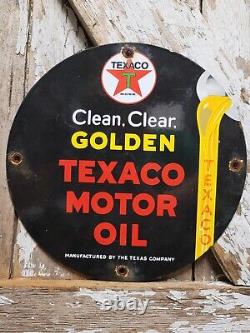 TEXACO
T
Clean, Clear,
GOLDEN
TEXACO
MOTOR
OIL
TEXACO
MANUFACTURED BY THE TEXAS COMPANY